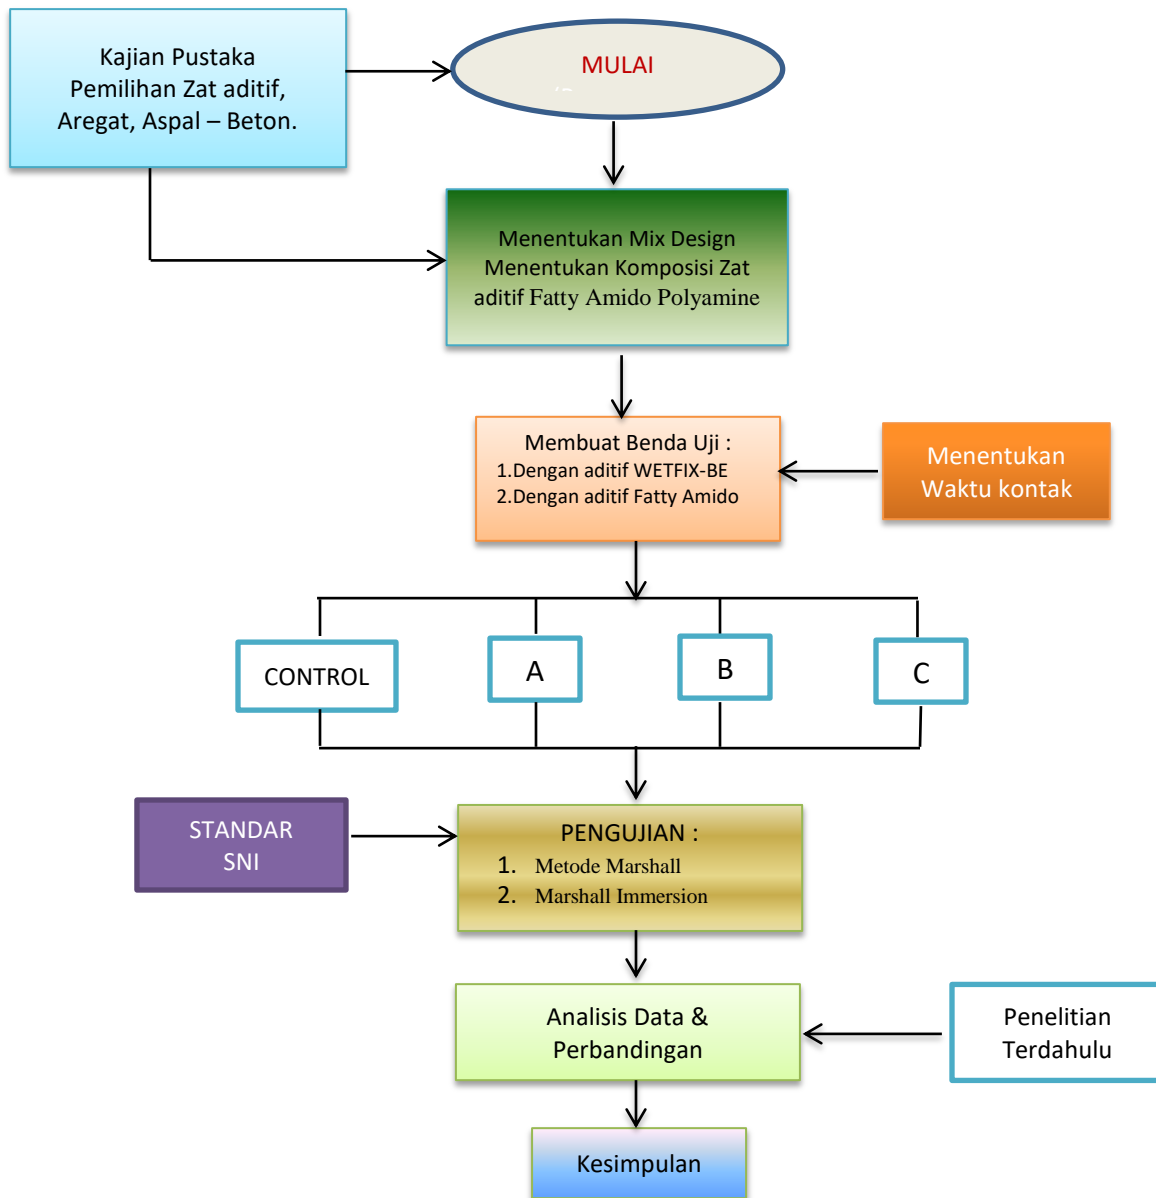 Kajian Pustaka
Pemilihan Zat aditif,
Aregat, Aspal – Beton.
MULAI
Menentukan Mix Design
Menentukan Komposisi Zat
aditif Fatty Amido Polyamine
Membuat Benda Uji :
1.Dengan aditif WETFIX-BE
2.Dengan aditif Fatty Amido
Menentukan
Waktu kontak
CONTROL
A
B
C
STANDAR
SNI
PENGUJIAN :
1. Metode Marshall
2. Marshall Immersion
Analisis Data &
Perbandingan
Penelitian
Terdahulu
Kesimpulan